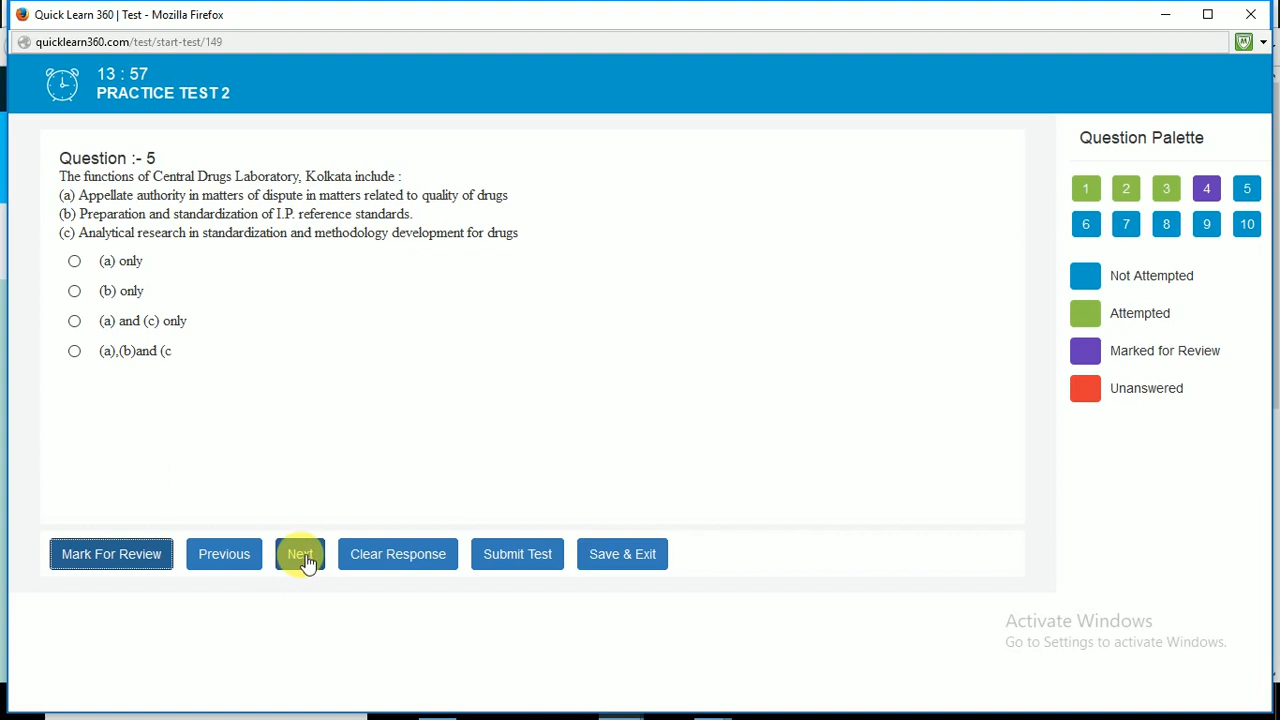 Quick Learn 360 | Test - Mozilla Firefox
quicklearn360.com/test/start-test/149
13 : 57
PRACTICE TEST 2
Question :- 5
The functions of Central Drugs Laboratory, Kolkata include :
(a) Appellate authority in matters of dispute in matters related to quality of drugs
(b) Preparation and standardization of I.P. reference standards.
(c) Analytical research in standardization and methodology development for drugs
(a) only
(b) only
(a) and (c) only
(a),(b)and (c
Mark For Review Previous Next Clear Response Submit Test Save & Exit
Question Palette
1 2 3 4 5
6 7 8 9 10
Not Attempted
Attempted
Marked for Review
Unanswered
Activate Windows
Go to Settings to activate Windows.